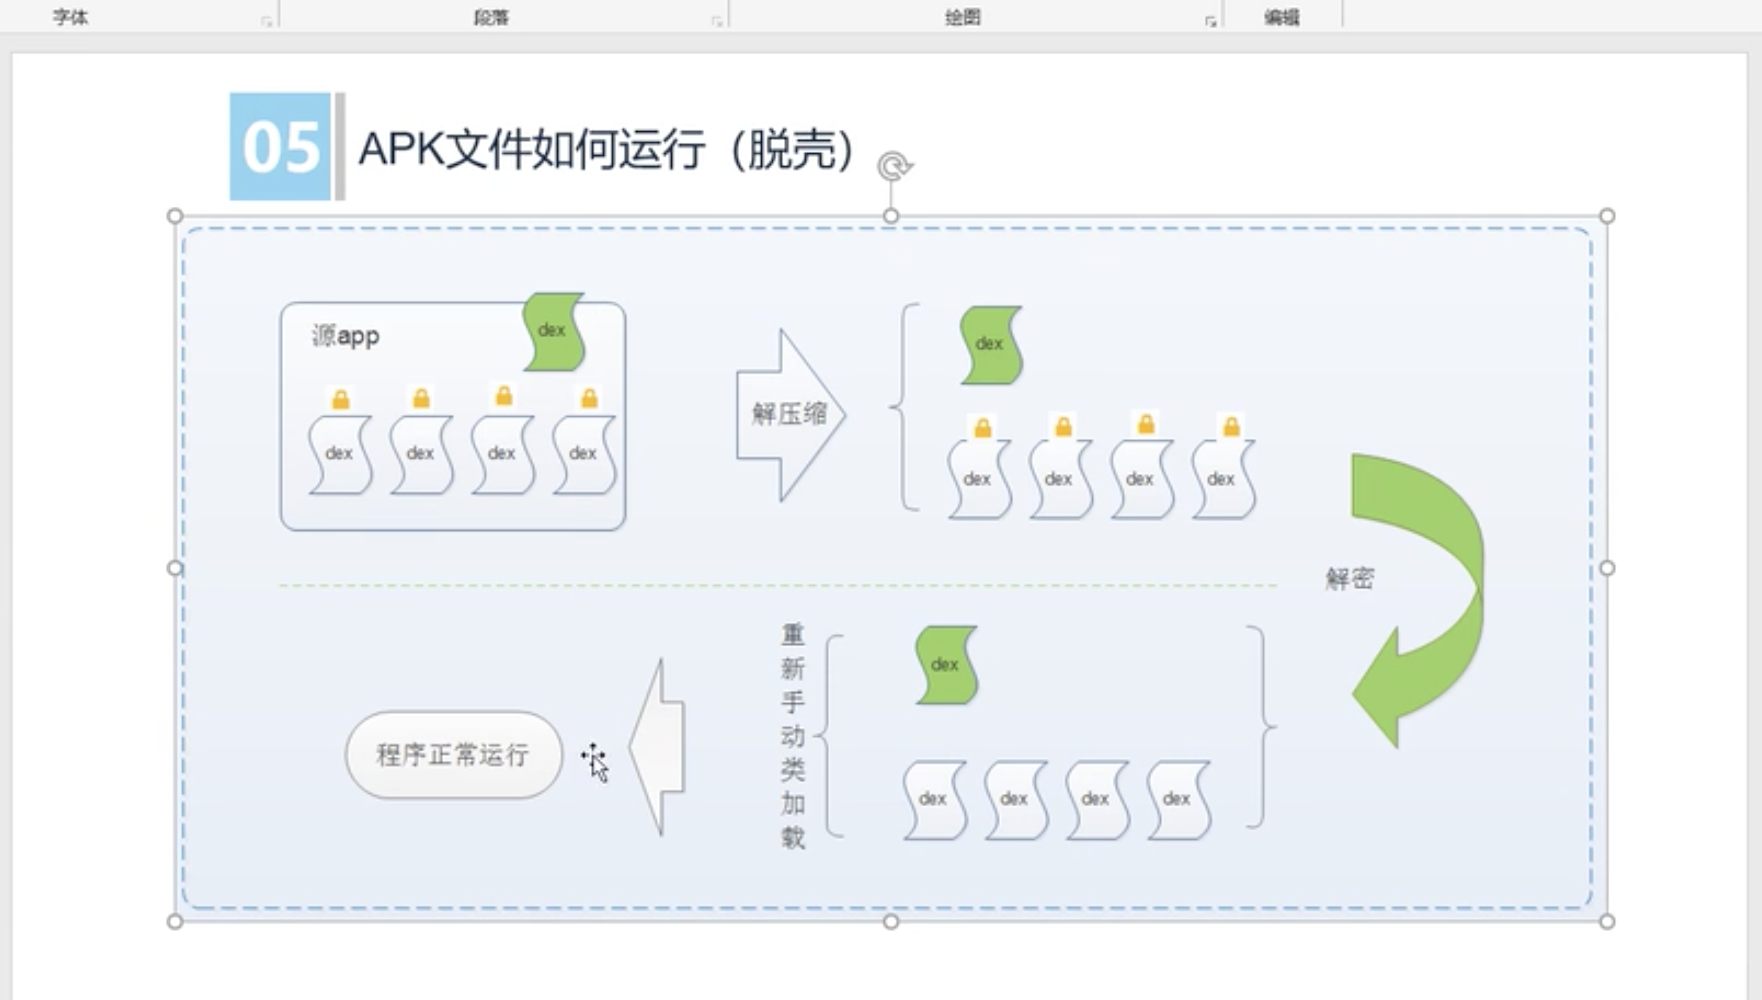 字体
段落
绘图
编辑
05
APK文件如何运行（脱壳）
源app
dex
dex
dex
dex
dex
解压缩
dex
dex
dex
dex
dex
解密
dex
dex
dex
dex
dex
重新手动类加载
程序正常运行